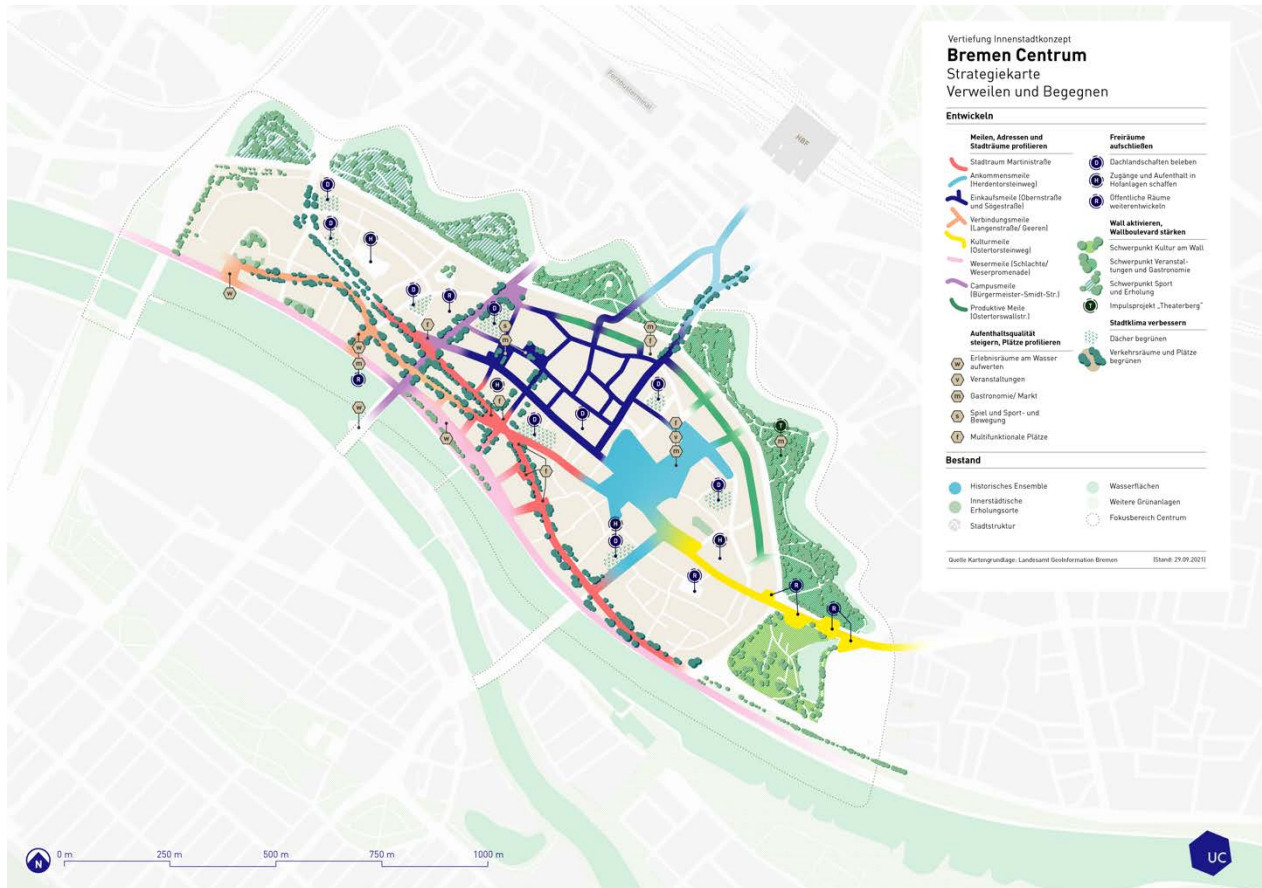 Vertiefung Innenstadtkonzept
Bremen Centrum
Strategiekarte
Verweilen und Begegnen
Entwickeln
Meilen, Adressen und
Stadträume profilieren
Stadtraum Martinistraße
Ankommensmeile
(Herdentorsteinweg)
Einkaufsmeile (Obernstraße
und Sögestraße)
Verbindungsmeile
(Langenstraße/ Geeren)
Kulturmeile
(Ostertorsteinweg)
Wesermeile (Schlachte/
Weserpromenade)
Campusmeile
(Bürgermeister-Smidt-Str.)
Produktive Meile
(Ostertorswallstr.)
Aufenthaltsqualität
steigern, Plätze profilieren
w Erlebnisräume am Wasser
aufwerten
v Veranstaltungen
m Gastronomie/ Markt
s Spiel und Sport- und
Bewegung
f Multifunktionale Plätze
Freiräume
aufschließen
D Dachlandschaften beleben
H Zugänge und Aufenthalt in
Hofanlagen schaffen
R Öffentliche Räume
weiterentwickeln
Wall aktivieren,
Wallboulevard stärken
Schwerpunkt Kultur am Wall
Schwerpunkt Veranstal-
tungen und Gastronomie
Schwerpunkt Sport
und Erholung
T Impulsprojekt „Theaterberg"
Stadtklima verbessern
Dächer begrünen
Verkehrsräume und Plätze
begrünen
Bestand
Historisches Ensemble
Innerstädtische
Erholungsorte
Stadtstruktur
Wasserflächen
Weitere Grünanlagen
Fokusbereich Centrum
Quelle Kartengrundlage: Landesamt GeoInformation Bremen (Stand: 29.09.2021)
Fernbusterminal
HBF
D
D
H
D
R
D
s
m
f
m
f
w
w
m
R
w
w
H
f
D
D
D
f
v
m
f
T
m
D
H
D
H
R
R
R
N
0 m
250 m
500 m
750 m
1000 m
UC